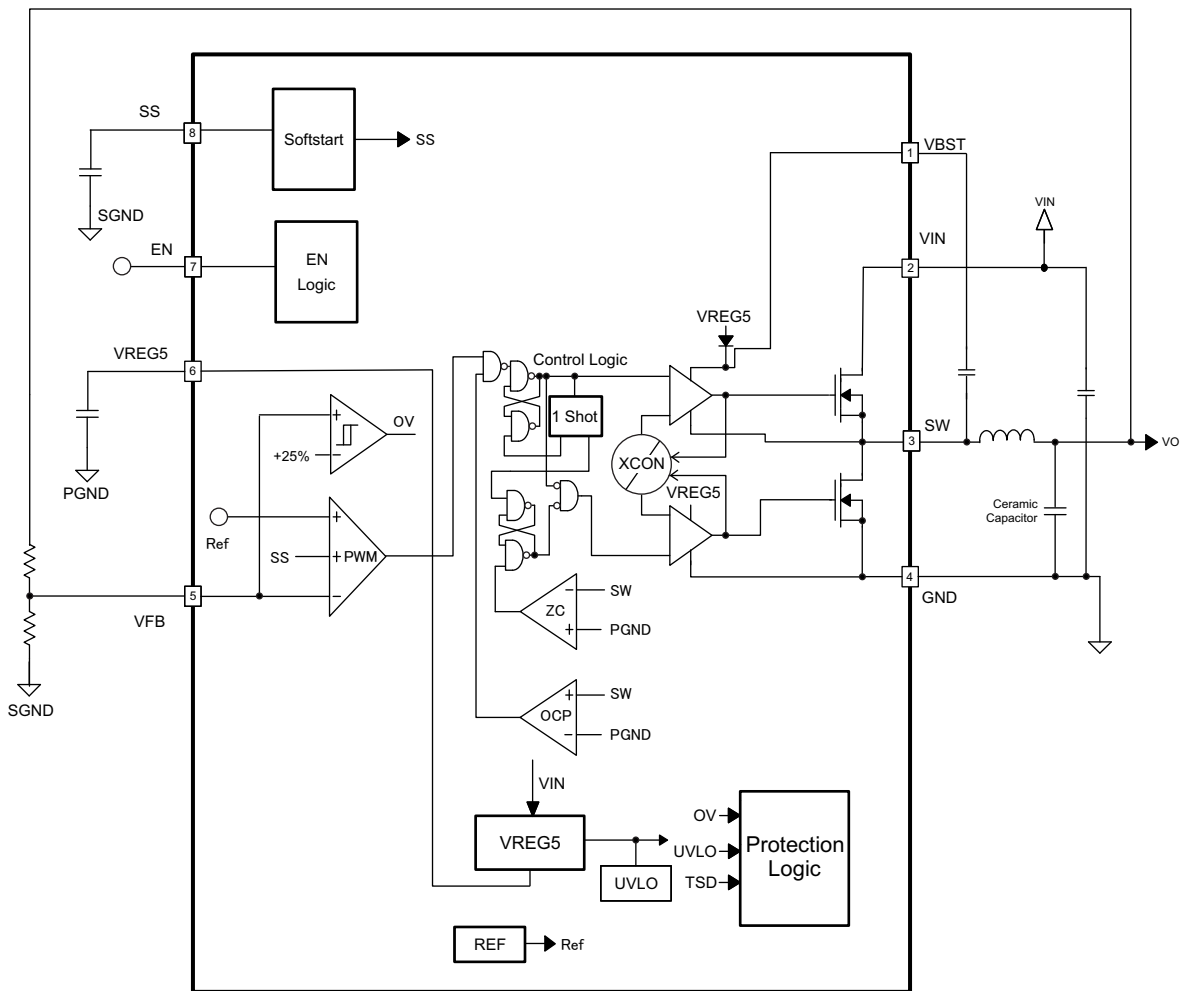 SS
8
Softstart
SS
SGND
EN
7
EN
Logic
VREG5
6
PGND
+
+25%
−
OV
Ref
+
SS
+
PWM
−
5
VFB
SGND
Control Logic
1 Shot
VREG5
XCON
VREG5
−
SW
ZC
+
PGND
+
SW
OCP
−
PGND
VIN
VREG5
UVLO
OV
UVLO
TSD
Protection
Logic
REF
Ref
1
VBST
VIN
VIN
2
3
SW
VO
Ceramic
Capacitor
4
GND